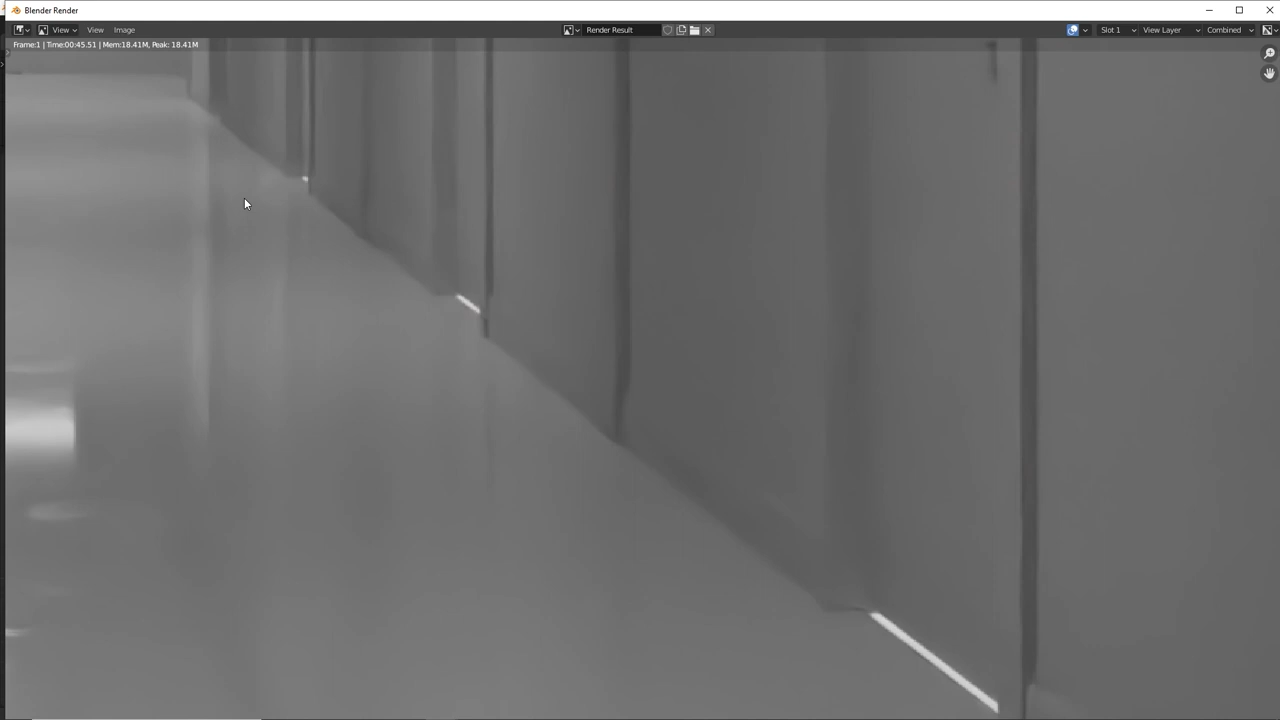 Blender Render
View View Image Render Result Slot 1 View Layer Combined
Frame:1 | Time:00:45.51 | Mem:18.41M, Peak: 18.41M